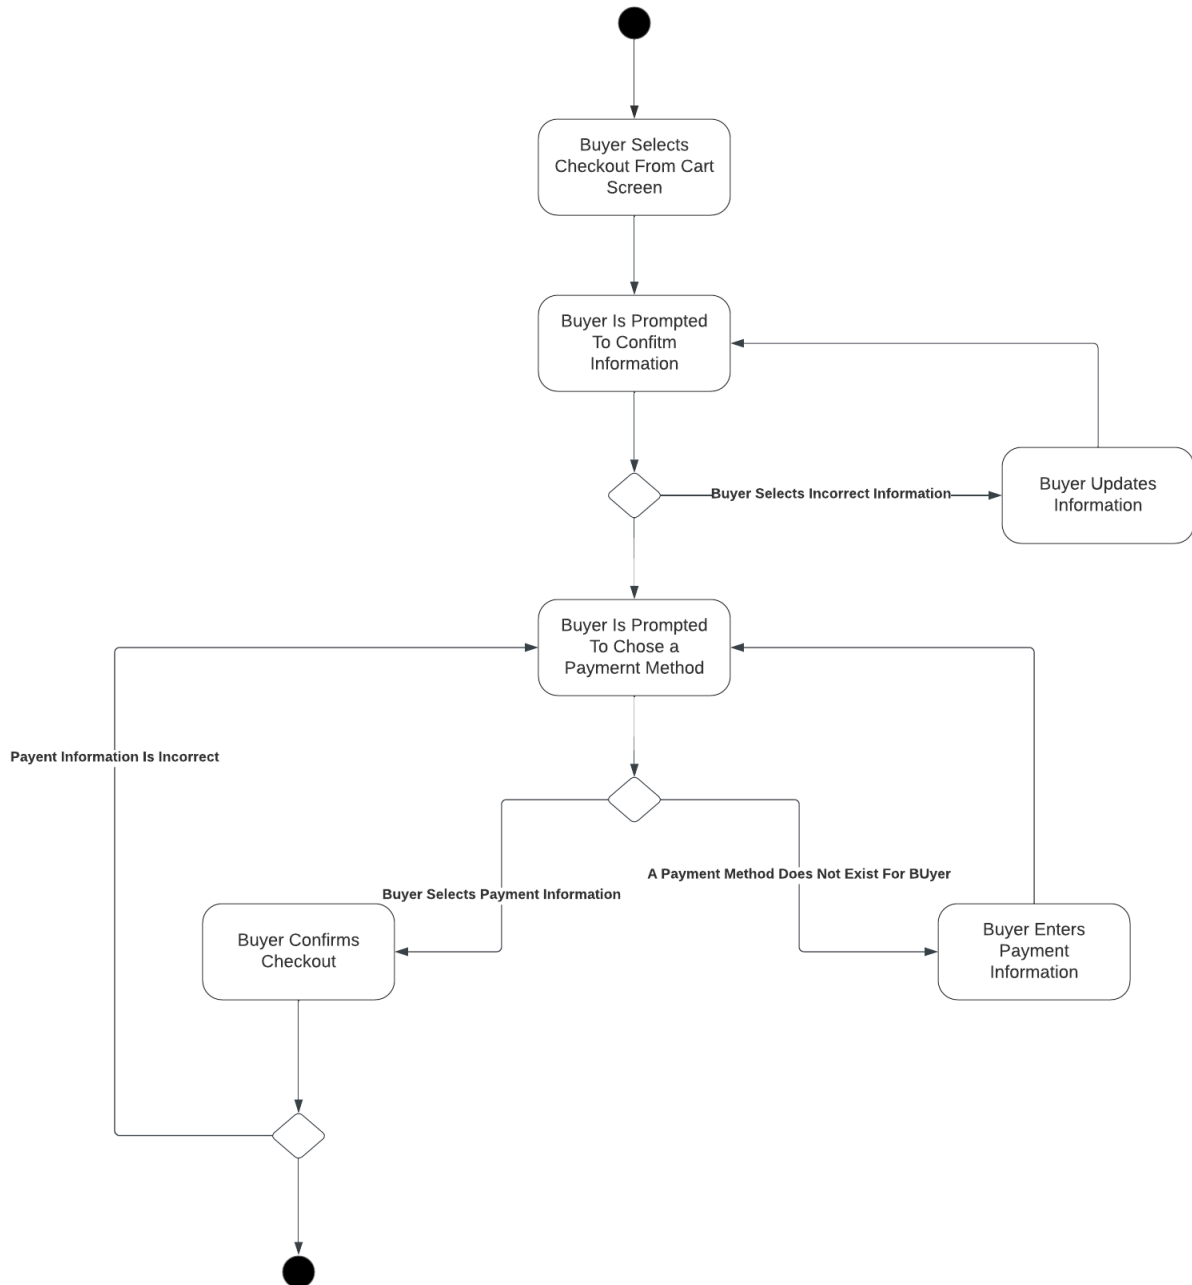 Buyer Selects
Checkout From Cart
Screen
Buyer Is Prompted
To Confitm
Information
Buyer Selects Incorrect Information
Buyer Updates
Information
Buyer Is Prompted
To Chose a
Paymernt Method
Payent Information Is Incorrect
A Payment Method Does Not Exist For BUyer
Buyer Selects Payment Information
Buyer Confirms
Checkout
Buyer Enters
Payment
Information